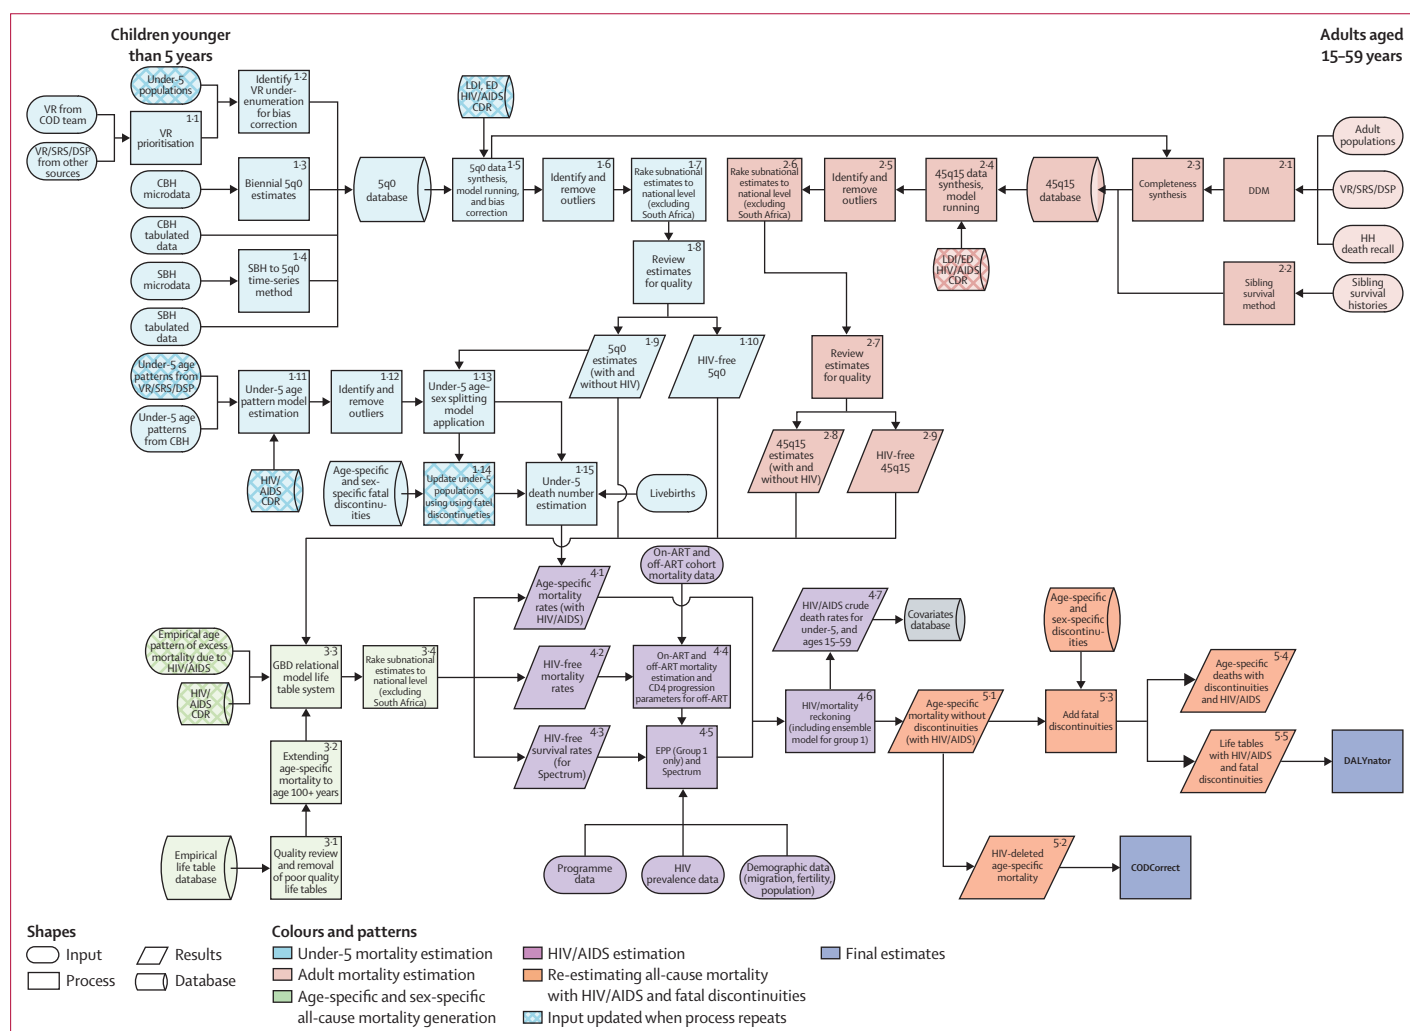 Children younger
than 5 years
Adults aged
15–59 years
Under-5
populations
VR from
COD team
VR/SRS/DSP
from other
sources
1·1
VR
prioritisation
1·2
Identify
VR under-
enumeration
for bias
correction
CBH
microdata
1·3
Biennial 5q0
estimates
CBH
tabulated
data
SBH
microdata
1·4
SBH to 5q0
time-series
method
SBH
tabulated
data
5q0
database
LDI, ED
HIV/AIDS
CDR
1·5
5q0 data
synthesis,
model running,
and bias
correction
1·6
Identify and
remove
outliers
1·7
Rake subnational
estimates to
national level
(excluding
South Africa)
1·8
Review
estimates
for quality
1·9
5q0
estimates
(with and
without HIV)
1·10
HIV-free
5q0
2·6
Rake subnational
estimates to
national level
(excluding
South Africa)
2·5
Identify and
remove
outliers
2·4
45q15 data
synthesis,
model
running
LDI/ED
HIV/AIDS
CDR
45q15
database
2·3
Completeness
synthesis
2·1
DDM
Adult
populations
VR/SRS/DSP
HH
death recall
2·2
Sibling
survival
method
Sibling
survival
histories
2·7
Review
estimates
for quality
2·8
45q15
estimates
(with and
without HIV)
2·9
HIV-free
45q15
Under-5 age
patterns from
VR/SRS/DSP
Under-5 age
patterns
from CBH
1·11
Under-5 age
pattern model
estimation
HIV/
AIDS
CDR
1·12
Identify and
remove
outliers
1·13
Under-5 age–
sex splitting
model
application
Age-specific
and sex-
specific fatal
discontinu-
ities
1·14
Update under-5
populations
using using fatel
discontineties
1·15
Under-5
death number
estimation
Livebirths
On-ART and
off-ART cohort
mortality data
4·1
Age-specific
mortality
rates (with
HIV/AIDS)
4·2
HIV-free
mortality
rates
4·3
HIV-free
survival rates
(for
Spectrum)
4·4
On-ART and
off-ART mortality
estimation and
CD4 progression
parameters for off-ART
4·5
EPP (Group 1
only) and
Spectrum
Programme
data
HIV
prevalence data
Demographic data
(migration, fertility,
population)
4·7
HIV/AIDS crude
death rates for
under-5, and
ages 15–59
Covariates
database
4·6
HIV/mortality
reckoning
(including ensemble
model for group 1)
Empirical age
pattern of excess
mortality due to
HIV/AIDS
HIV/
AIDS
CDR
3·3
GBD relational
model life
table system
3·4
Rake subnational
estimates to
national level
(excluding
South Africa)
3·2
Extending
age-specific
mortality to
age 100+ years
Empirical
life table
database
3·1
Quality review
and removal
of poor quality
life tables
5·1
Age-specific
mortality without
discontinuities
(with HIV/AIDS)
Age-specific
and
sex-specific
discontinu-
ities
5·3
Add fatal
discontinuities
5·4
Age-specific
deaths with
discontinuities
and HIV/AIDS
5·5
Life tables
with HIV/AIDS
and fatal
discontinuities
DALYnator
5·2
HIV-deleted
age-specific
mortality
CODCorrect
Shapes
Input
Results
Process
Database
Colours and patterns
Under-5 mortality estimation
Adult mortality estimation
Age-specific and sex-specific
all-cause mortality generation
HIV/AIDS estimation
Re-estimating all-cause mortality
with HIV/AIDS and fatal discontinuities
Input updated when process repeats
Final estimates